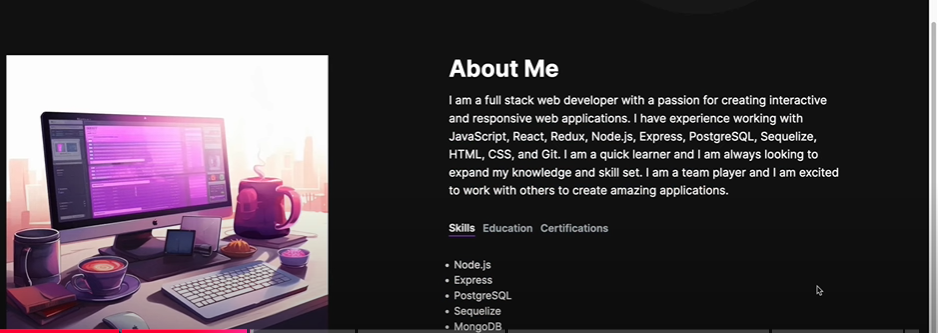 About Me
I am a full stack web developer with a passion for creating interactive
and responsive web applications. I have experience working with
JavaScript, React, Redux, Node.js, Express, PostgreSQL, Sequelize,
HTML, CSS, and Git. I am a quick learner and I am always looking to
expand my knowledge and skill set. I am a team player and I am excited
to work with others to create amazing applications.
Skills Education Certifications
• Node.js
• Express
• PostgreSQL
• Sequelize
• MongoDB